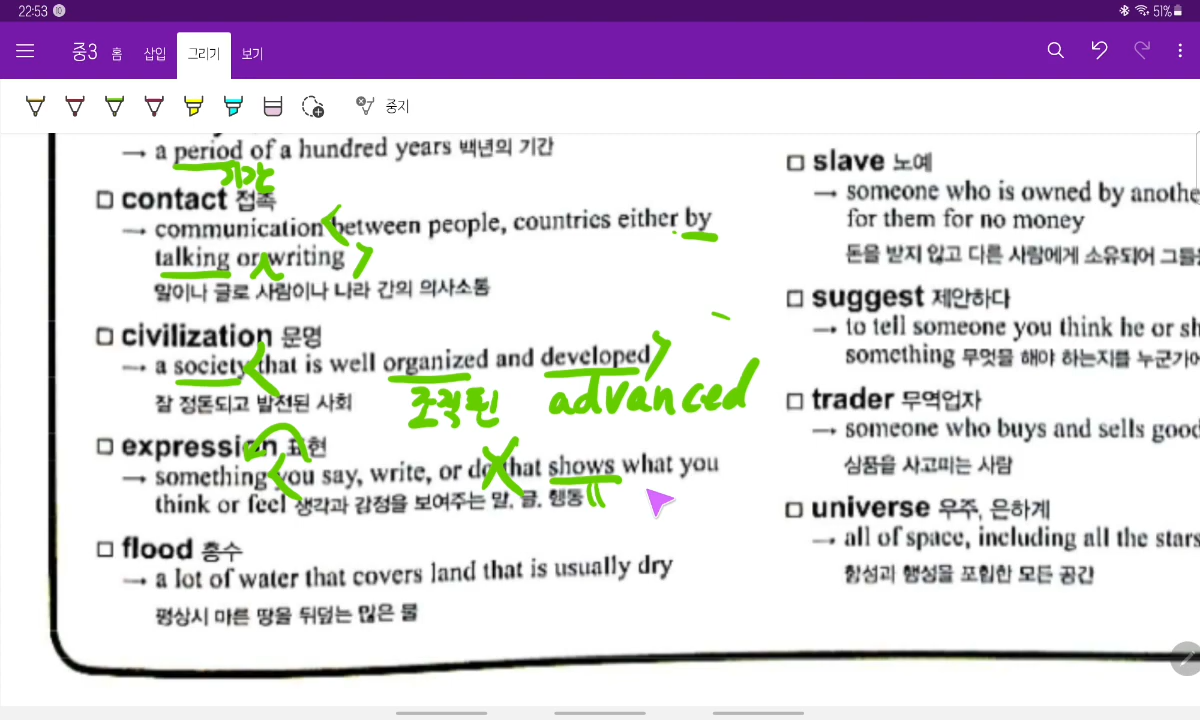 22:53
51%
중3 홈 삽입 그리기 보기
중지
→ a period of a hundred years 백년의 기간
기간
□ contact 접촉
→ communication between people, countries either by
talking or writing
말이나 글로 사람이나 나라 간의 의사소통
□ civilization 문명
→ a society that is well organized and developed
조직된 advanced
잘 정돈되고 발전된 사회
□ expression 표현
→ something you say, write, or do that shows what you
think or feel 생각과 감정을 보여주는 말, 글, 행동
□ flood 홍수
→ a lot of water that covers land that is usually dry
평상시 마른 땅을 뒤덮는 많은 물
□ slave 노예
→ someone who is owned by
for them for no money
돈을 받지 않고 다른 사람에게 소유되어
□ suggest 제안하다
→ to tell someone you think he or
something 무엇을 해야 하는지를
□ trader 무역업자
→ someone who buys and sells
상품을 사고파는 사람
□ universe 우주, 은하계
→ all of space, including all the stars
항성과 행성을 포함한 모든 공간